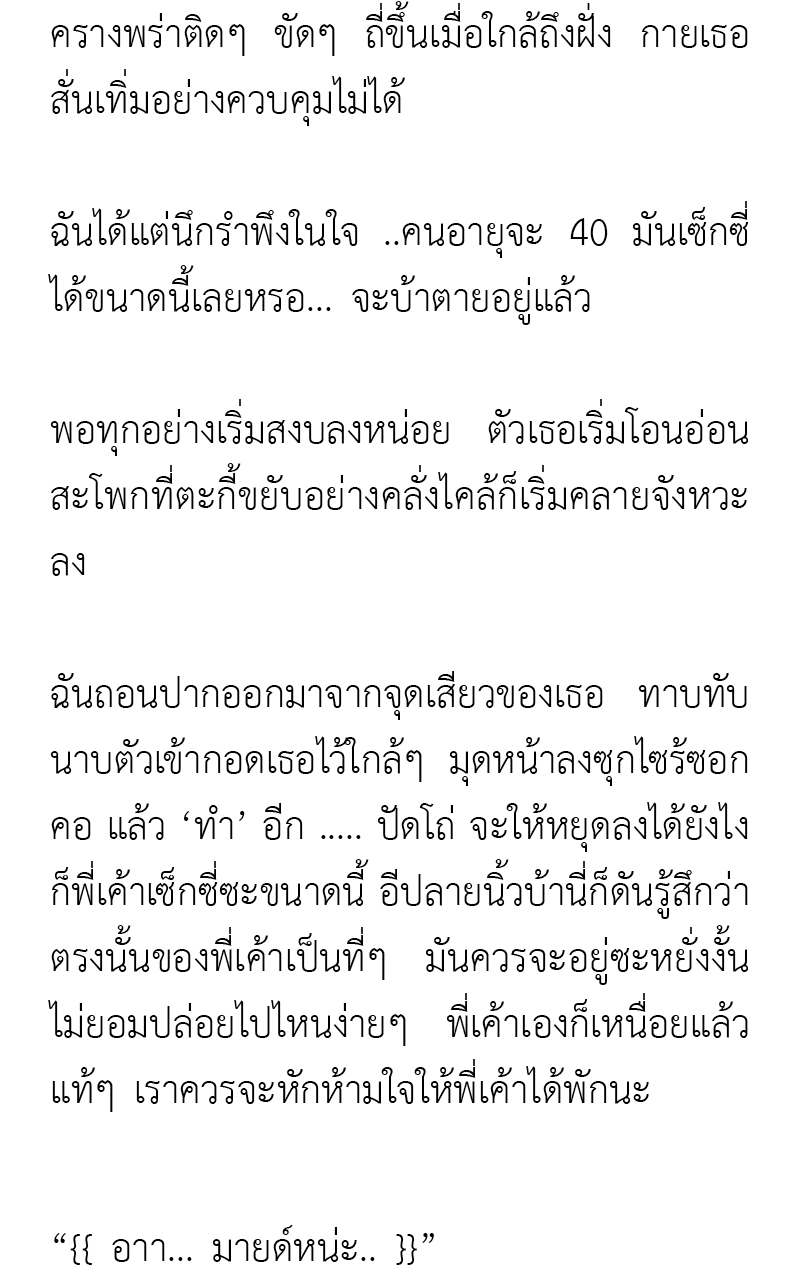 ครางพร่าติดๆ ขัดๆ ถี่ขึ้นเมื่อใกล้ถึงฝั่ง กายเธอ
สั่นเทิ่มอย่างควบคุมไม่ได้
ฉันได้แต่นึกรำพึงในใจ ..คนอายุจะ 40 มันเซ็กซี่
ได้ขนาดนี้เลยหรอ... จะบ้าตายอยู่แล้ว
พอทุกอย่างเริ่มสงบลงหน่อย ตัวเธอเริ่มโอนอ่อน
สะโพกที่ตะกี้ขยับอย่างคลั่งไคล้ก็เริ่มคลายจังหวะ
ลง
ฉันถอนปากออกมาจากจุดเสียวของเธอ ทาบทับ
นาบตัวเข้ากอดเธอไว้ใกล้ๆ มุดหน้าลงซุกไซร้ซอก
คอ แล้ว ‘ทำ’ อีก ..... ปัดโถ่ จะให้หยุดลงได้ยังไง
ก็พี่เค้าเซ็กซี่ซะขนาดนี้ อีปลายนิ้วบ้านี่ก็ดันรู้สึกว่า
ตรงนั้นของพี่เค้าเป็นที่ๆ มันควรจะอยู่ซะหยั่งงั้น
ไม่ยอมปล่อยไปไหนง่ายๆ พี่เค้าเองก็เหนื่อยแล้ว
แท้ๆ เราควรจะหักห้ามใจให้พี่เค้าได้พักนะ
“{{ อาา... มายด์หน่ะ.. }}”